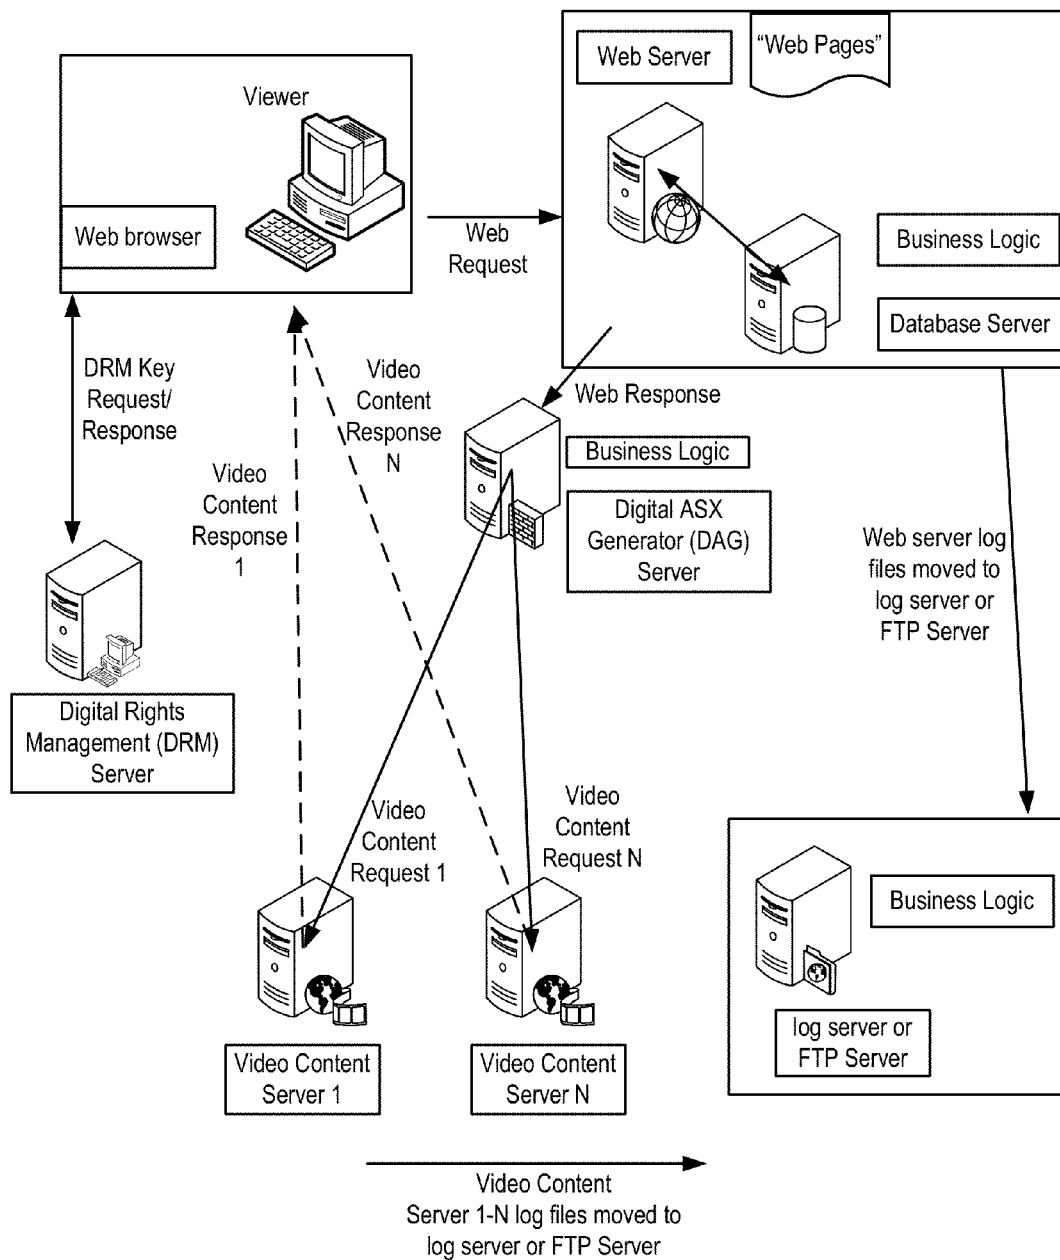 Web Server
“Web Pages”
Viewer
Web browser
Web
Request
Business Logic
Database Server
DRM Key
Request/
Response
Video
Content
Response
N
Web Response
Business Logic
Digital ASX
Generator (DAG)
Server
Video
Content
Response
1
Web server log
files moved to
log server or
FTP Server
Digital Rights
Management (DRM)
Server
Video
Content
Request 1
Video
Content
Request N
Business Logic
log server or
FTP Server
Video Content
Server 1
Video Content
Server N
Video Content
Server 1-N log files moved to
log server or FTP Server